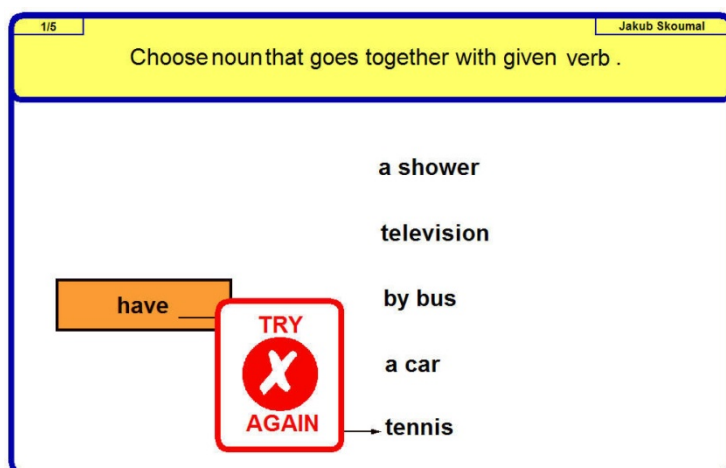 1/5
Jakub Skoumal
Choose noun that goes together with given verb .
a shower
television
have ___
by bus
TRY
X
AGAIN
a car
tennis